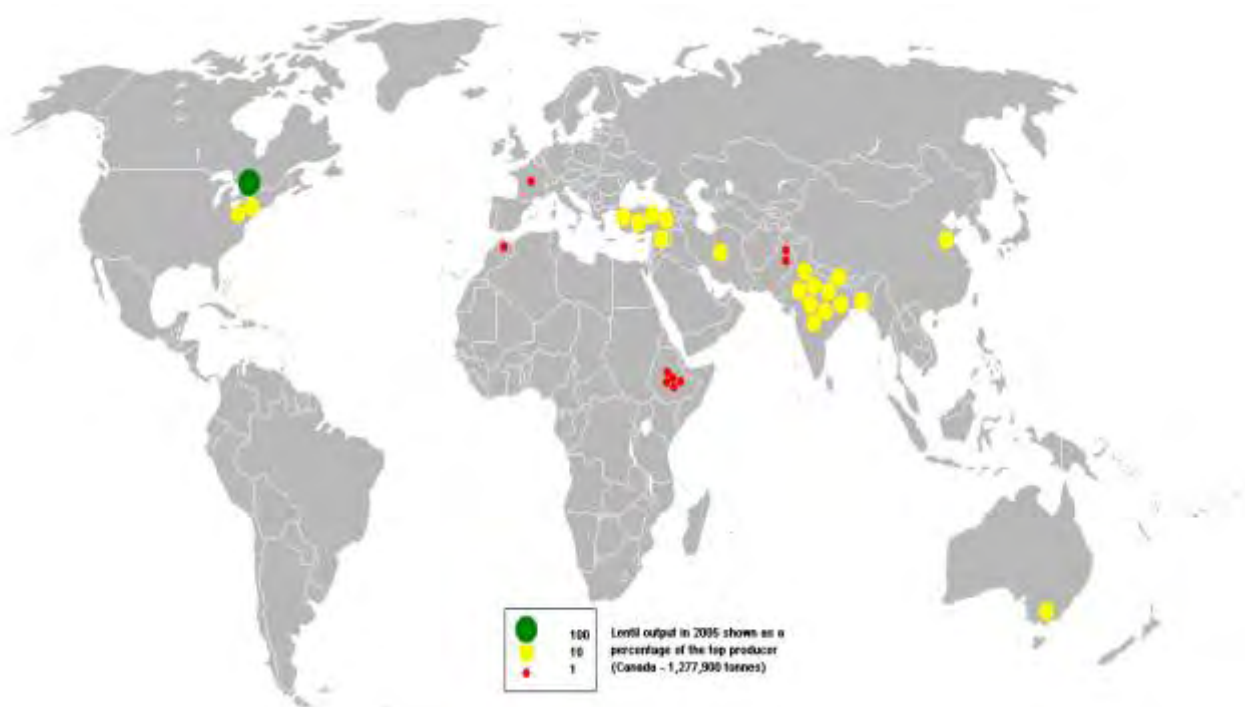 100 Lentil output in 2005 shown as a
10 percentage of the top producer
1 (Canada - 1,277,900 tonnes)